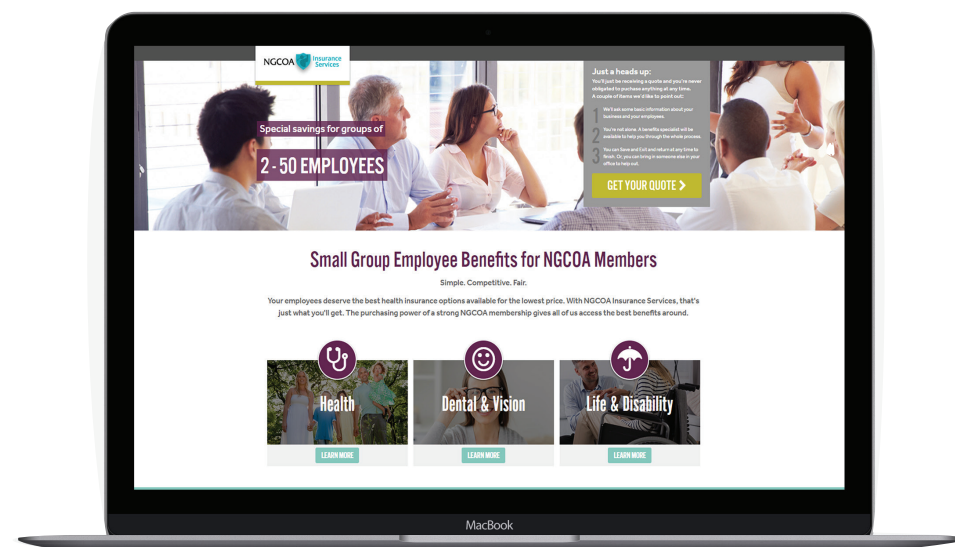 NGCOA Insurance
Services
Special savings for groups of
2 - 50 EMPLOYEES
Just a heads up:
You'll just be receiving a quote and you're never
obligated to puchase anything at any time.
A couple of items we'd like to point out:
1 We'll ask some basic information about your
business and your employees.
2 You're not alone. A benefits specialist will be
available to help you through the whole process.
3 You can Save and Exit and return at any time to
finish. Or, you can bring in someone else in your
office to help out.
GET YOUR QUOTE
Small Group Employee Benefits for NGCOA Members
Simple. Competitive. Fair.
Your employees deserve the best health insurance options available for the lowest price. With NGCOA Insurance Services, that's
just what you'll get. The purchasing power of a strong NGCOA membership gives all of us access the best benefits around.
Health
Dental & Vision
Life & Disability
LEARN MORE
LEARN MORE
LEARN MORE
MacBook